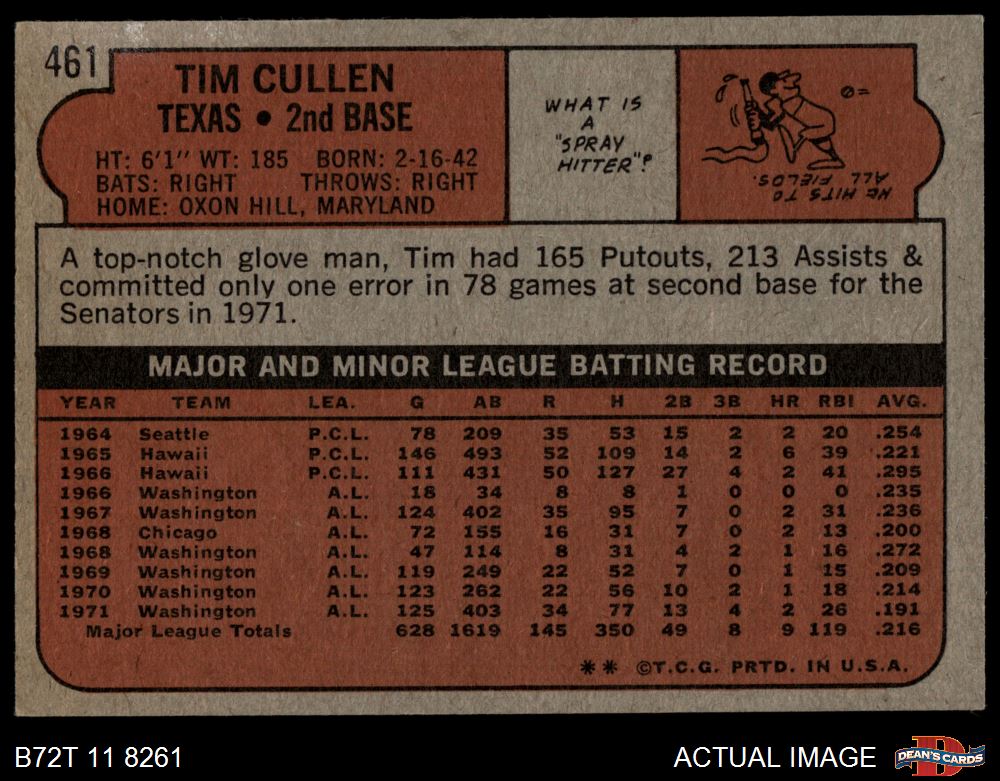 461
TIM CULLEN
TEXAS • 2nd BASE
HT: 6'1" WT: 185 BORN: 2-16-42
BATS: RIGHT THROWS: RIGHT
HOME: OXON HILL, MARYLAND
WHAT IS
A
"SPRAY
HITTER"?
HE HITS TO
ALL FIELDS.
A top-notch glove man, Tim had 165 Putouts, 213 Assists &
committed only one error in 78 games at second base for the
Senators in 1971.
MAJOR AND MINOR LEAGUE BATTING RECORD
YEAR TEAM LEA. G AB R H 2B 3B HR RBI AVG.
1964 Seattle P.C.L. 78 209 35 53 15 2 2 20 .254
1965 Hawaii P.C.L. 146 493 52 109 14 2 6 39 .221
1966 Hawaii P.C.L. 111 431 50 127 27 4 2 41 .295
1966 Washington A.L. 18 34 8 8 1 0 0 0 .235
1967 Washington A.L. 124 402 35 95 7 0 2 31 .236
1968 Chicago A.L. 72 155 16 31 7 0 2 13 .200
1968 Washington A.L. 47 114 8 31 4 2 1 16 .272
1969 Washington A.L. 119 249 22 52 7 0 1 15 .209
1970 Washington A.L. 123 262 22 56 10 2 1 18 .214
1971 Washington A.L. 125 403 34 77 13 4 2 26 .191
Major League Totals 628 1619 145 350 49 8 9 119 .216
** ©T.C.G. PRTD. IN U.S.A.
B72T 11 8261
ACTUAL IMAGE
D
DEAN'S CARDS